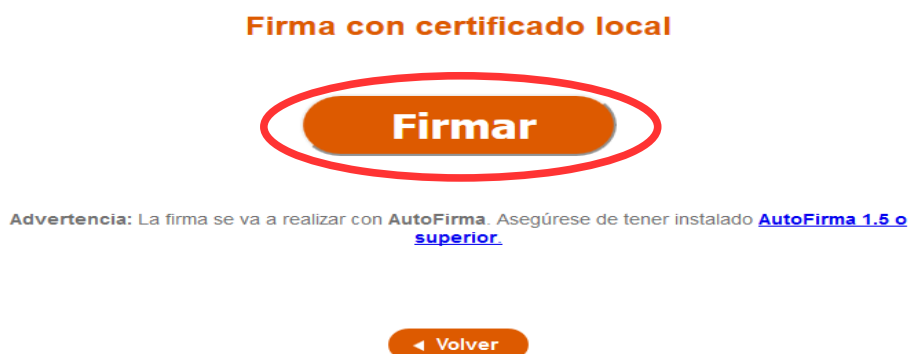 Firma con certificado local
Firmar
Advertencia: La firma se va a realizar con AutoFirma. Asegúrese de tener instalado AutoFirma 1.5 o
superior.
◄ Volver